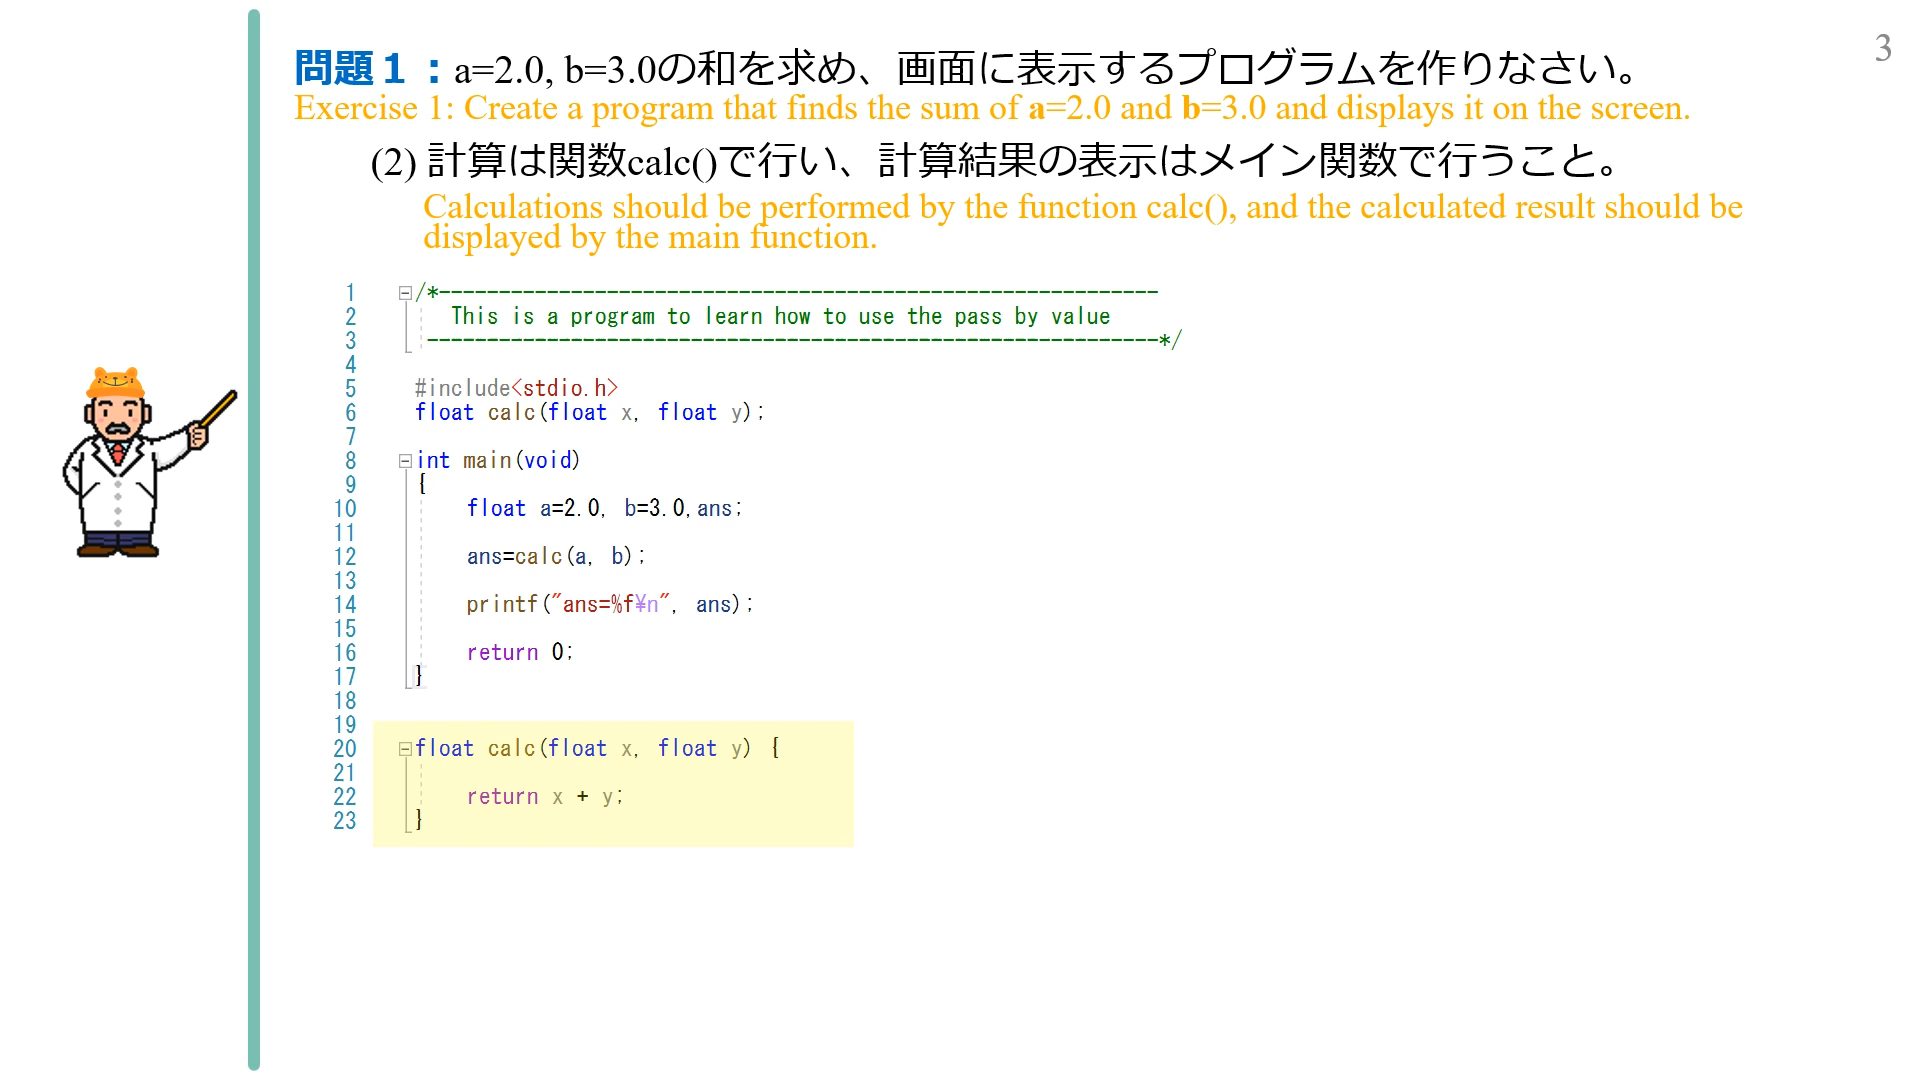 3
問題１：a=2.0, b=3.0の和を求め、画面に表示するプログラムを作りなさい。
Exercise 1: Create a program that finds the sum of a=2.0 and b=3.0 and displays it on the screen.
(2) 計算は関数calc()で行い、計算結果の表示はメイン関数で行うこと。
Calculations should be performed by the function calc(), and the calculated result should be
displayed by the main function.
1 /*------------------------------------------------------------
2 This is a program to learn how to use the pass by value
3 -------------------------------------------------------------*/
4
5 #include<stdio.h>
6 float calc(float x, float y);
7
8 int main(void)
9 {
10 float a=2.0, b=3.0,ans;
11
12 ans=calc(a, b);
13
14 printf("ans=%f¥n", ans);
15
16 return 0;
17 }
18
19
20 float calc(float x, float y) {
21
22 return x + y;
23 }